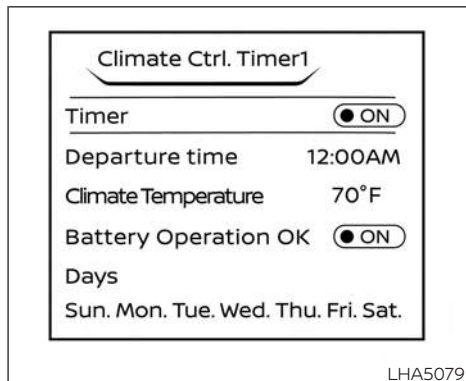 Climate Ctrl. Timer1
Timer ON
Departure time 12:00AM
Climate Temperature 70°F
Battery Operation OK ON
Days
Sun. Mon. Tue. Wed. Thu. Fri. Sat.
LHA5079